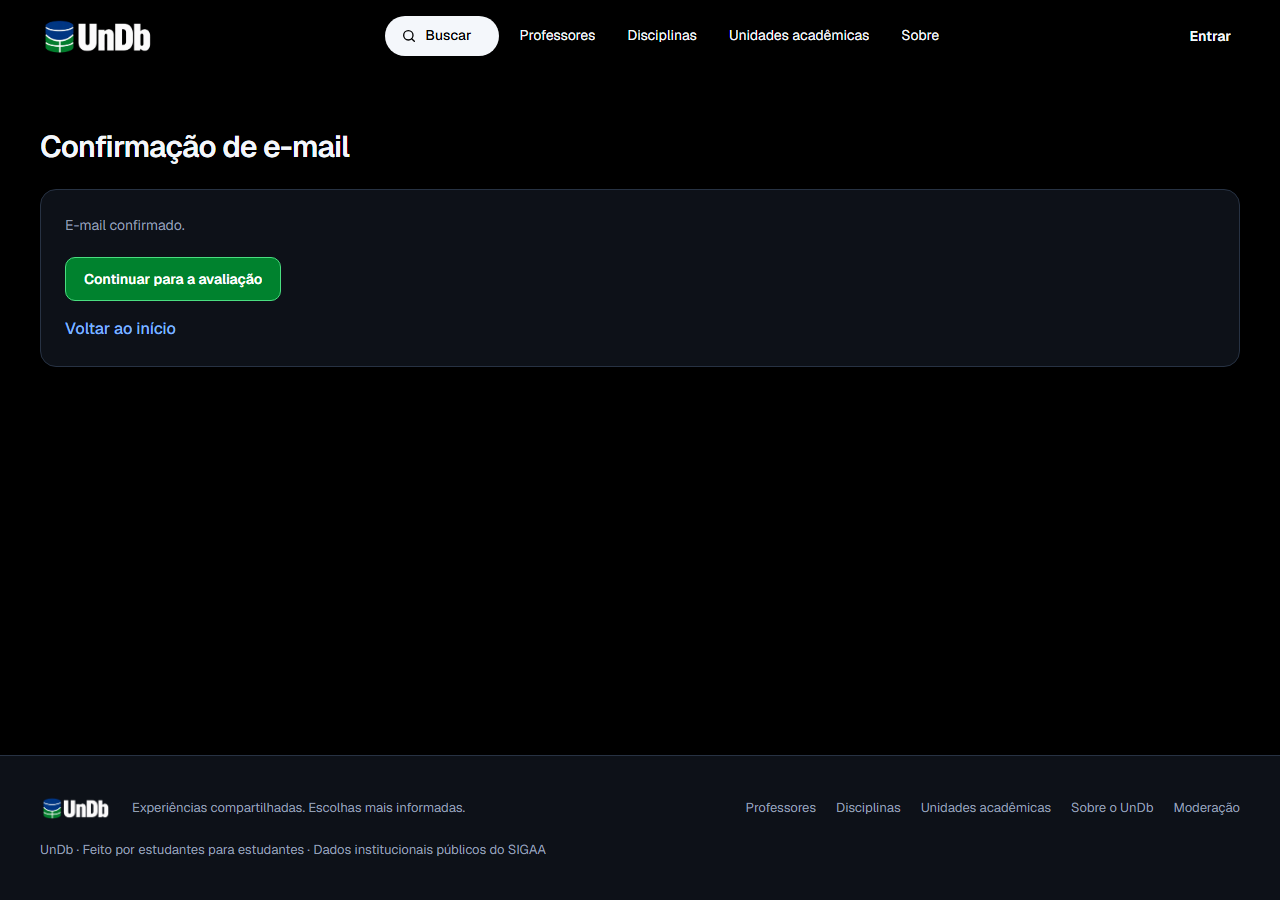 UnDb
Buscar
Professores
Disciplinas
Unidades acadêmicas
Sobre
Entrar
Confirmação de e-mail
E-mail confirmado.
Continuar para a avaliação
Voltar ao início
UnDb
Experiências compartilhadas. Escolhas mais informadas.
Professores
Disciplinas
Unidades acadêmicas
Sobre o UnDb
Moderação
UnDb · Feito por estudantes para estudantes · Dados institucionais públicos do SIGAA